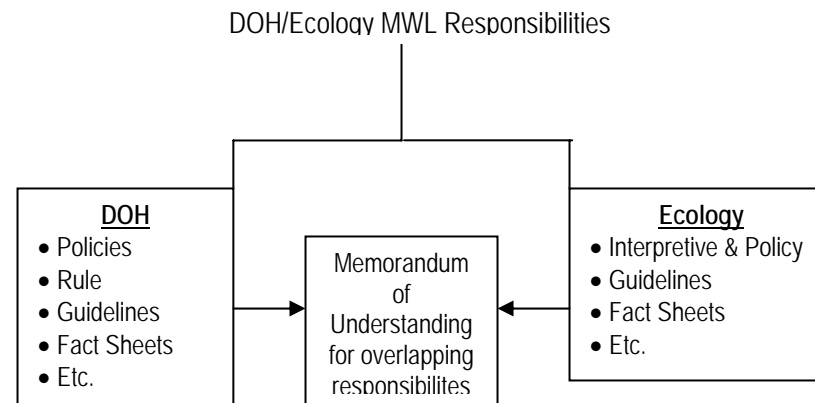 DOH/Ecology MWL Responsibilities
DOH
• Policies
• Rule
• Guidelines
• Fact Sheets
• Etc.
Memorandum
of
Understanding
for overlapping
responsibilites
Ecology
• Interpretive & Policy
• Guidelines
• Fact Sheets
• Etc.